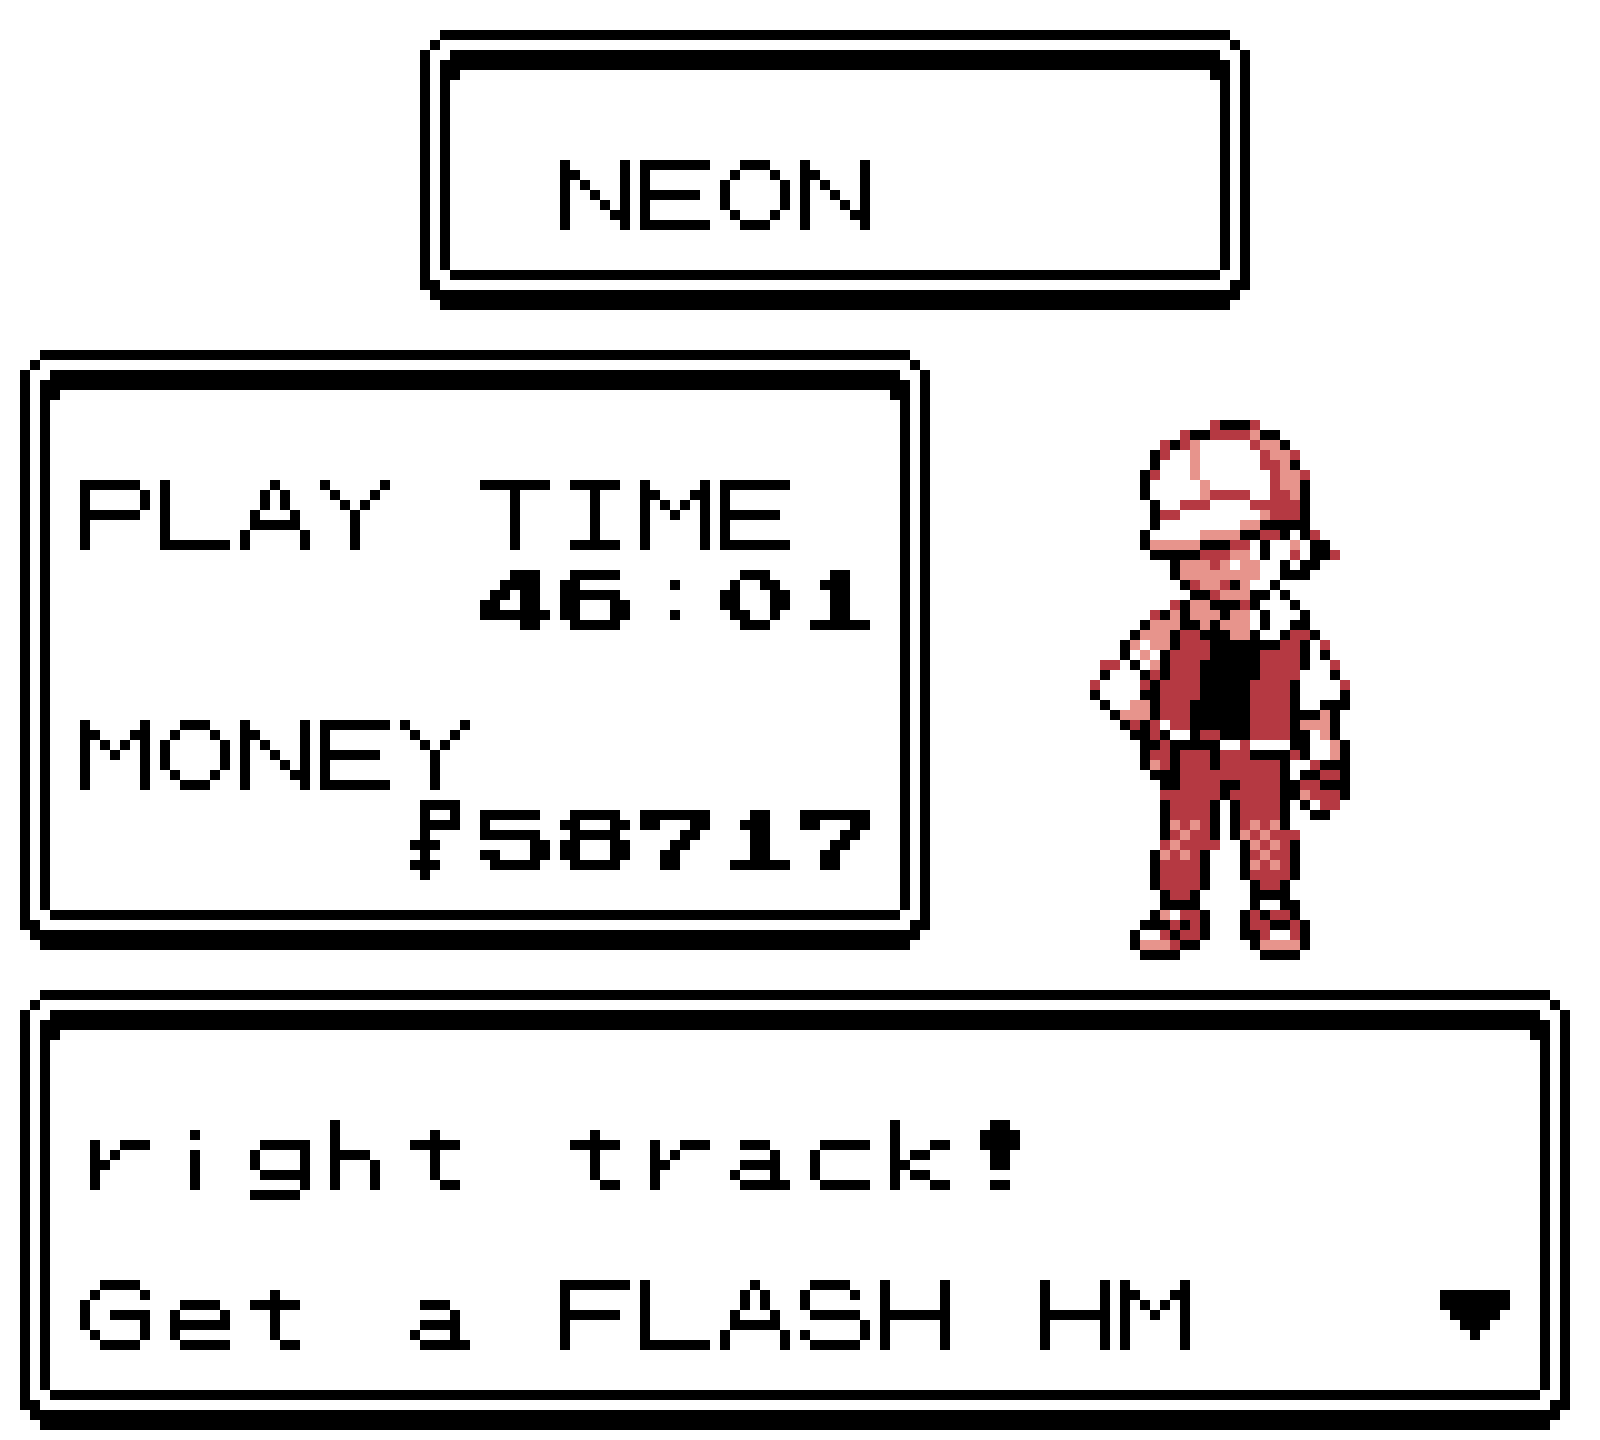 NEON
PLAY TIME
46:01
MONEY
₽58717
right track!
Get a FLASH HM